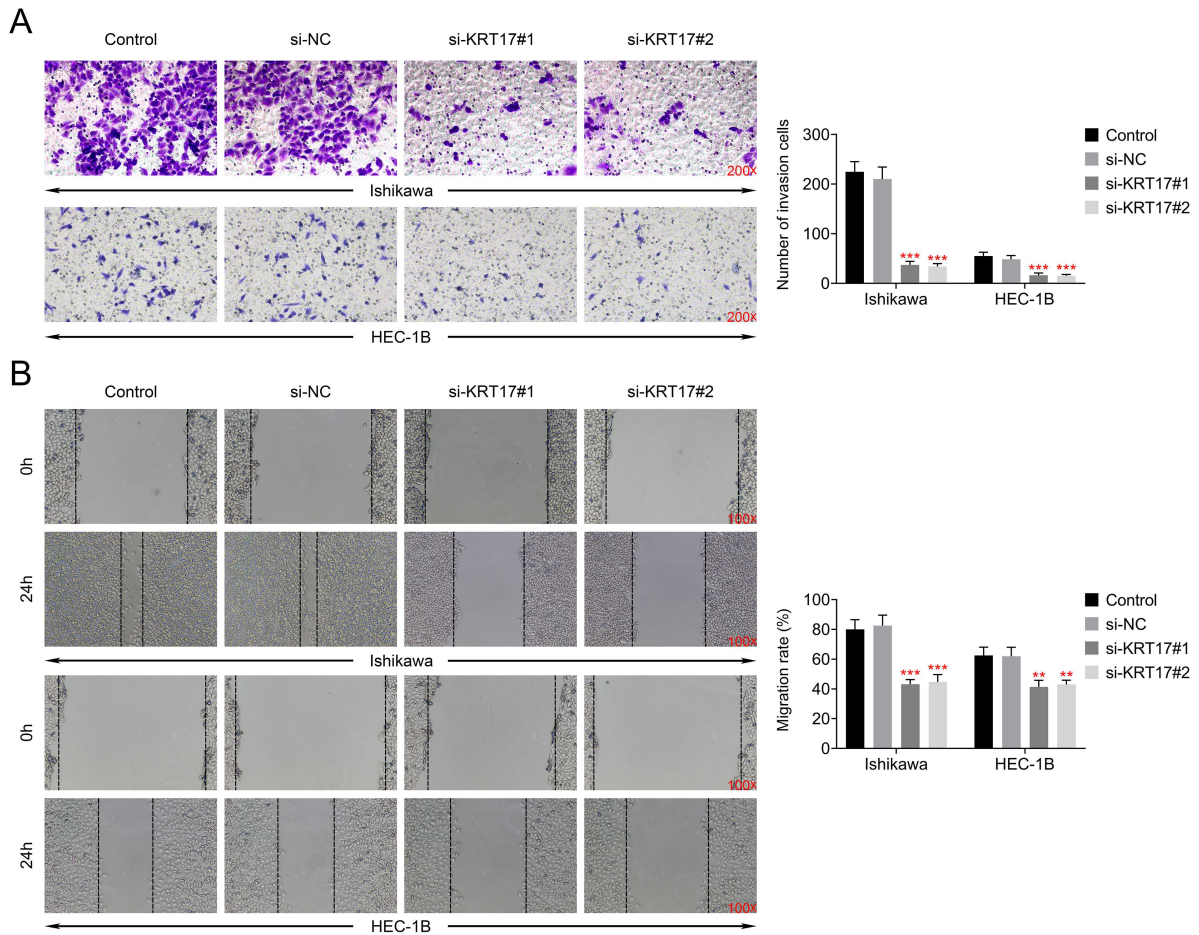 A
Control si-NC si-KRT17#1 si-KRT17#2
200x
Ishikawa
200x
HEC-1B
Number of invasion cells
300
200
100
0
*** ***
*** ***
Ishikawa HEC-1B
Control
si-NC
si-KRT17#1
si-KRT17#2
B
Control si-NC si-KRT17#1 si-KRT17#2
0h
100x
24h
100x
Ishikawa
0h
100x
24h
100x
HEC-1B
Migration rate (%)
100
80
60
40
20
0
*** ***
** **
Ishikawa HEC-1B
Control
si-NC
si-KRT17#1
si-KRT17#2